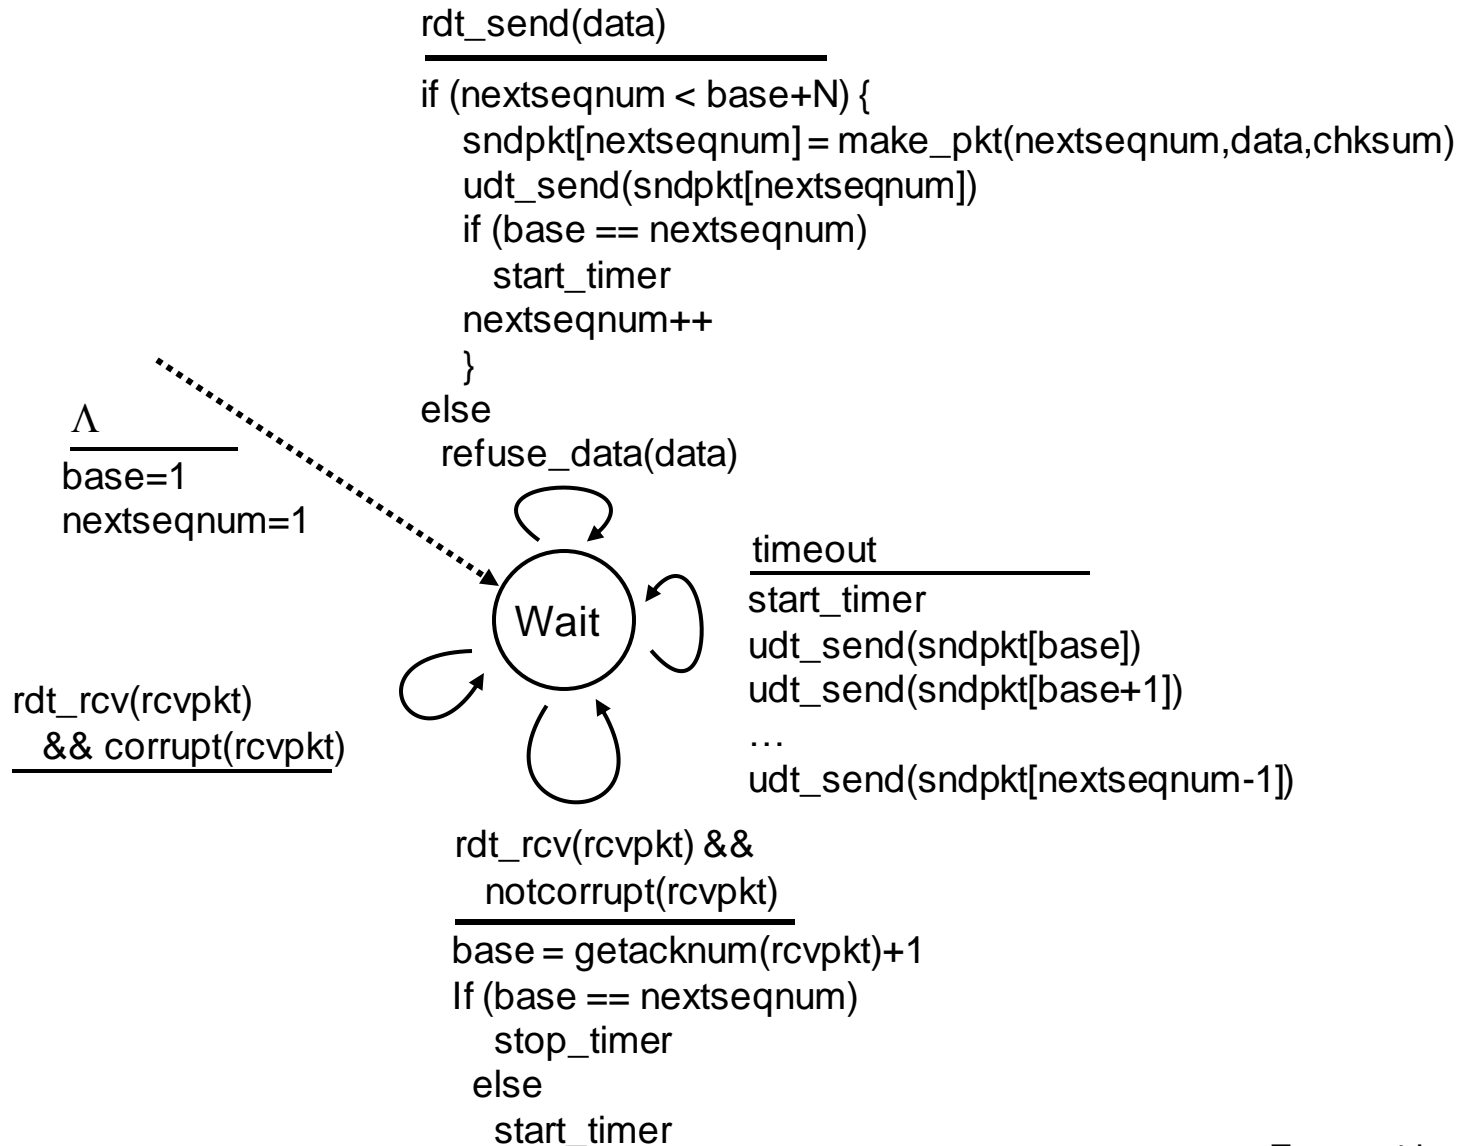 rdt_send(data)
if (nextseqnum < base+N) {
sndpkt[nextseqnum] = make_pkt(nextseqnum,data,chksum)
udt_send(sndpkt[nextseqnum])
if (base == nextseqnum)
start_timer
nextseqnum++
}
else
refuse_data(data)
Λ
base=1
nextseqnum=1
Wait
timeout
start_timer
udt_send(sndpkt[base])
udt_send(sndpkt[base+1])
…
udt_send(sndpkt[nextseqnum-1])
rdt_rcv(rcvpkt)
&& corrupt(rcvpkt)
rdt_rcv(rcvpkt) &&
notcorrupt(rcvpkt)
base = getacknum(rcvpkt)+1
If (base == nextseqnum)
stop_timer
else
start_timer